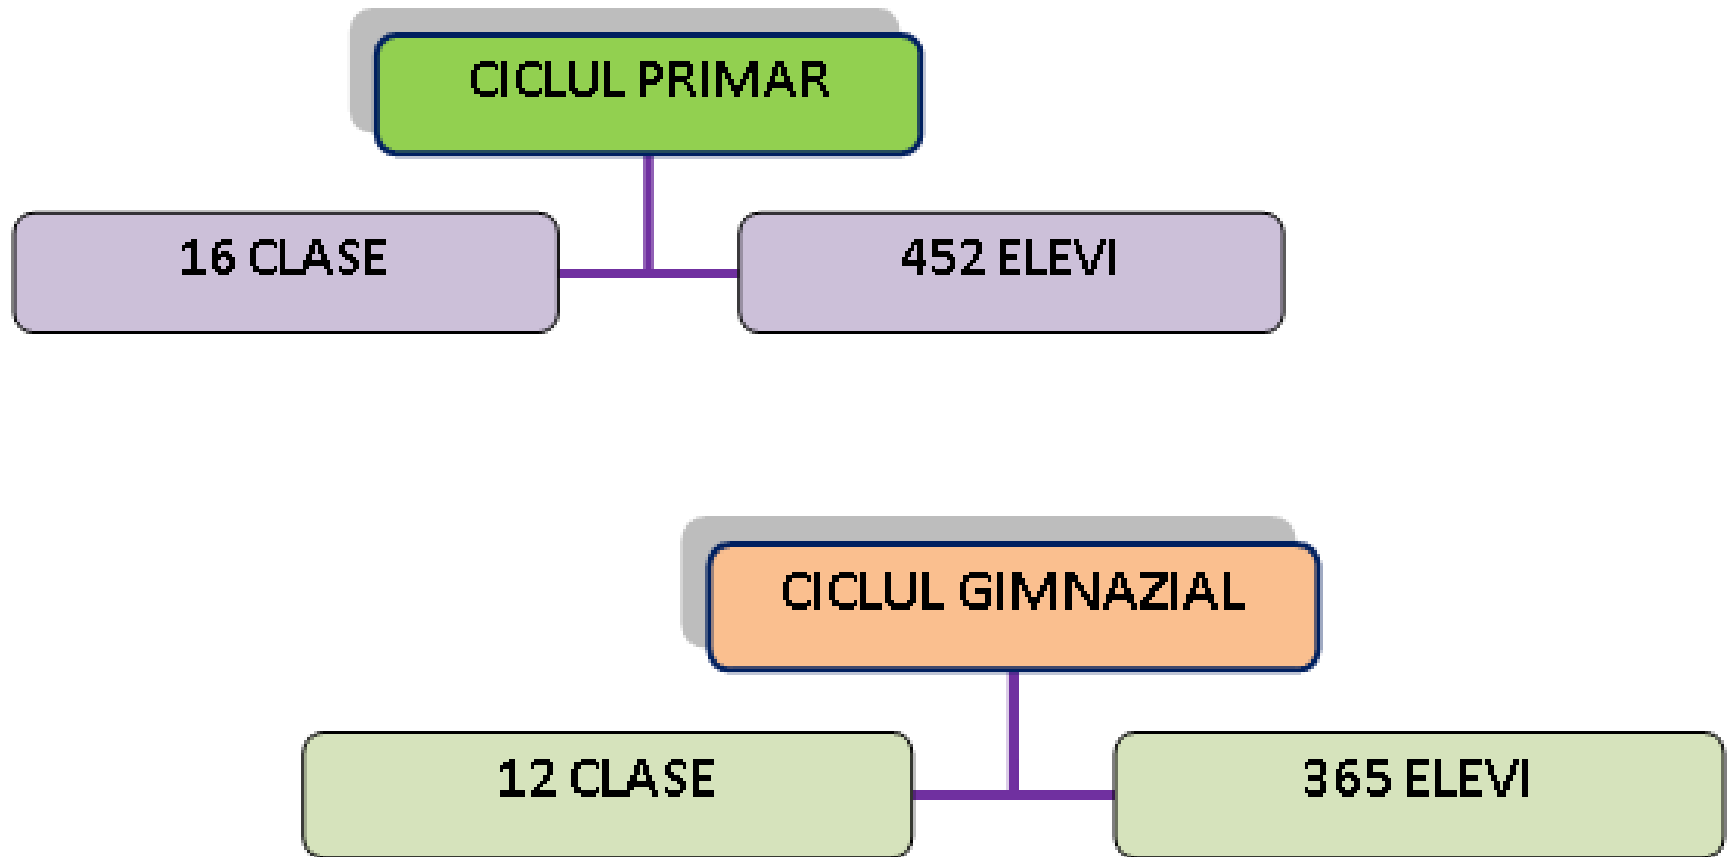 CICLUL PRIMAR
16 CLASE
452 ELEVI
CICLUL GIMNAZIAL
12 CLASE
365 ELEVI